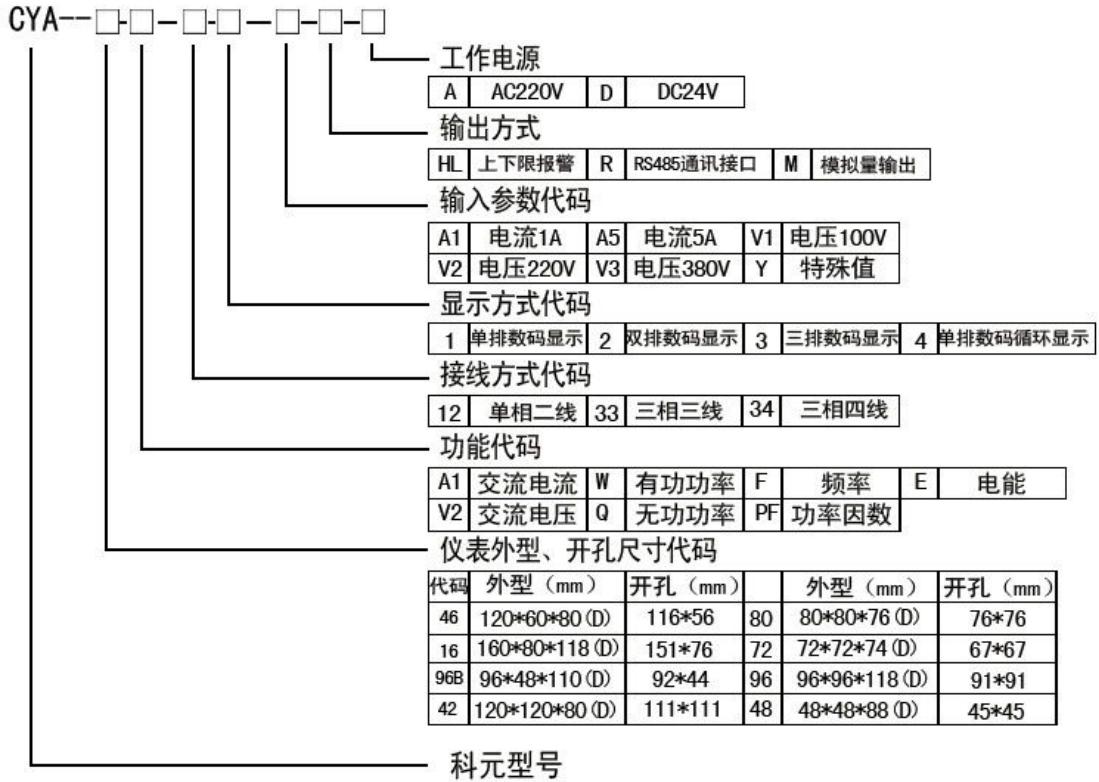 CYA--□-□-□-□-□-□-□
工作电源
A AC220V D DC24V
输出方式
HL 上下限报警 R RS485通讯接口 M 模拟量输出
输入参数代码
A1 电流1A A5 电流5A V1 电压100V
V2 电压220V V3 电压380V Y 特殊值
显示方式代码
1 单排数码显示 2 双排数码显示 3 三排数码显示 4 单排数码循环显示
接线方式代码
12 单相二线 33 三相三线 34 三相四线
功能代码
A1 交流电流 W 有功功率 F 频率 E 电能
V2 交流电压 Q 无功功率 PF 功率因数
仪表外型、开孔尺寸代码
代码 外型（mm） 开孔（mm） 外型（mm） 开孔（mm）
46 120*60*80(D) 116*56 80 80*80*76(D) 76*76
16 160*80*118(D) 151*76 72 72*72*74(D) 67*67
96B 96*48*110(D) 92*44 96 96*96*118(D) 91*91
42 120*120*80(D) 111*111 48 48*48*88(D) 45*45
科元型号